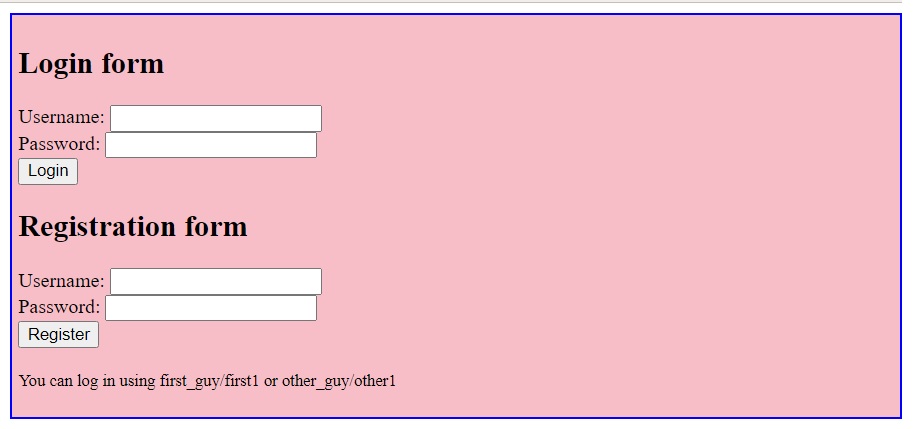 Login form
Username:
Password:
Login
Registration form
Username:
Password:
Register
You can log in using first_guy/first1 or other_guy/other1